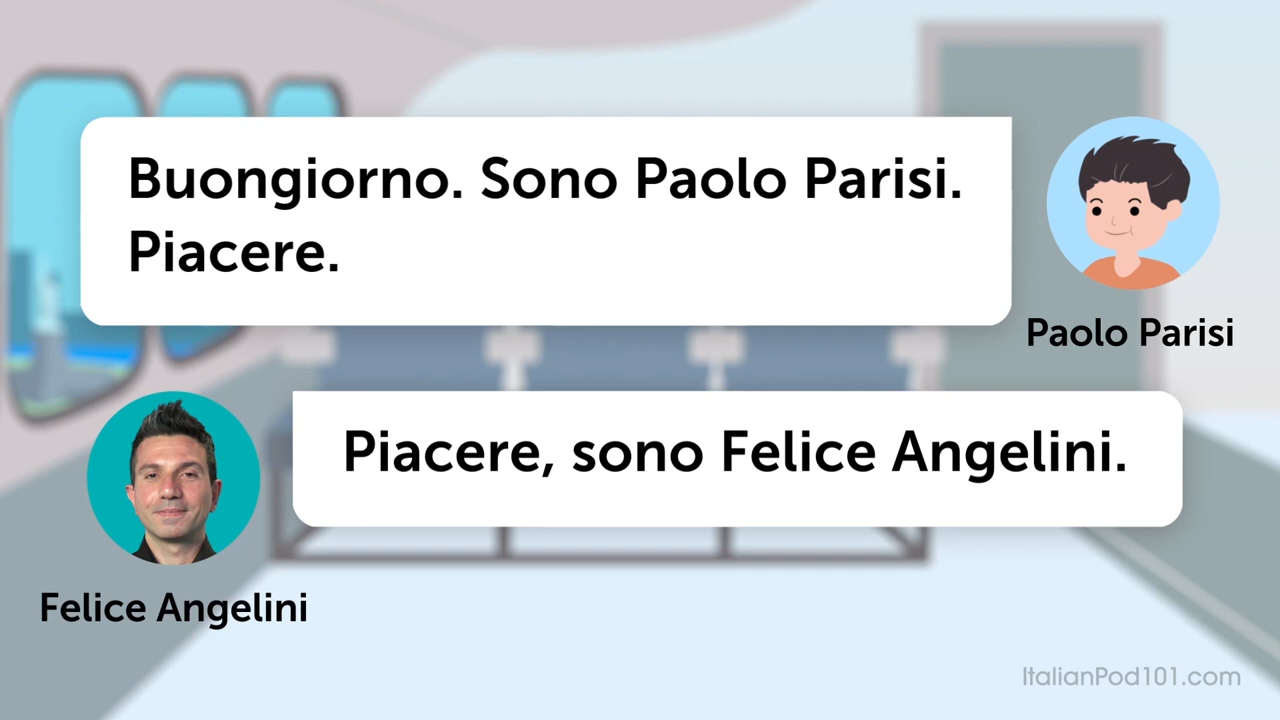 Buongiorno. Sono Paolo Parisi.
Piacere.
Paolo Parisi
Piacere, sono Felice Angelini.
Felice Angelini
ItalianPod101.com